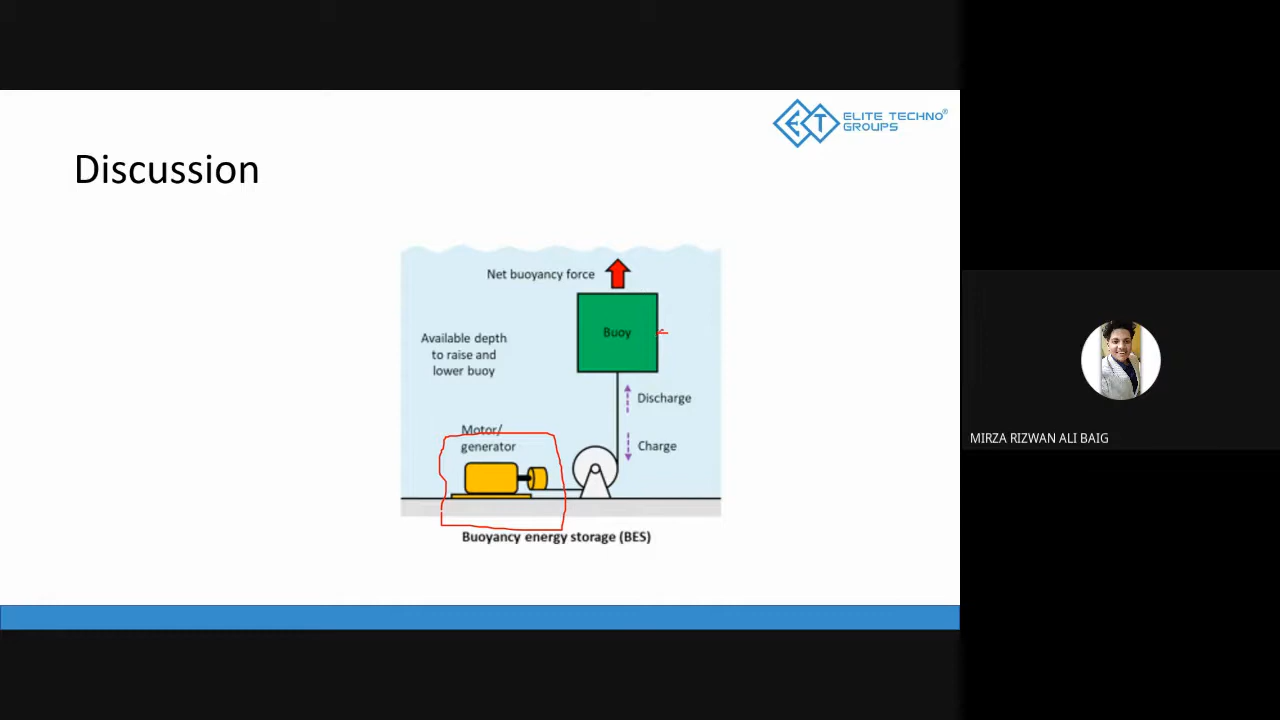 ELITE TECHNO®
GROUPS
ET
Discussion
Net buoyancy force
Buoy
Available depth
to raise and
lower buoy
Discharge
Motor/
generator
Charge
Buoyancy energy storage (BES)
MIRZA RIZWAN ALI BAIG